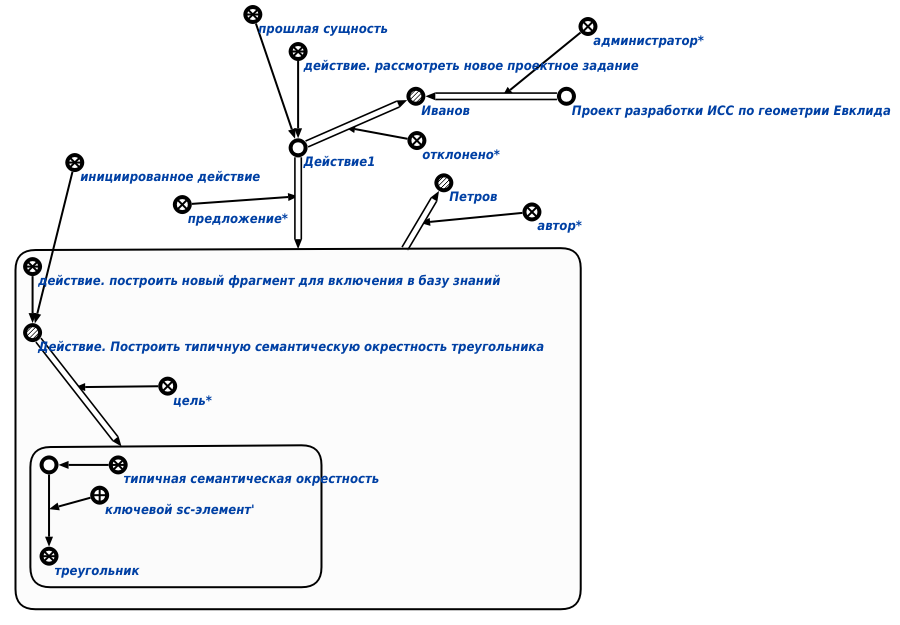 прошлая сущность
администратор*
действие. рассмотреть новое проектное задание
Иванов
Проект разработки ИСС по геометрии Евклида
отклонено*
Действие1
инициированное действие
Петров
предложение*
автор*
действие. построить новый фрагмент для включения в базу знаний
Действие. Построить типичную семантическую окрестность треугольника
цель*
типичная семантическая окрестность
ключевой sc-элемент'
треугольник